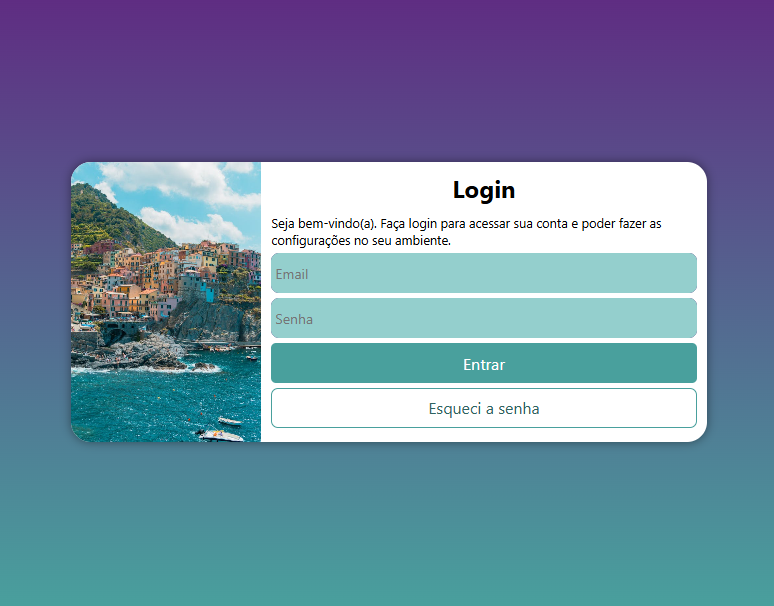 Login
Seja bem-vindo(a). Faça login para acessar sua conta e poder fazer as
configurações no seu ambiente.
Email
Senha
Entrar
Esqueci a senha